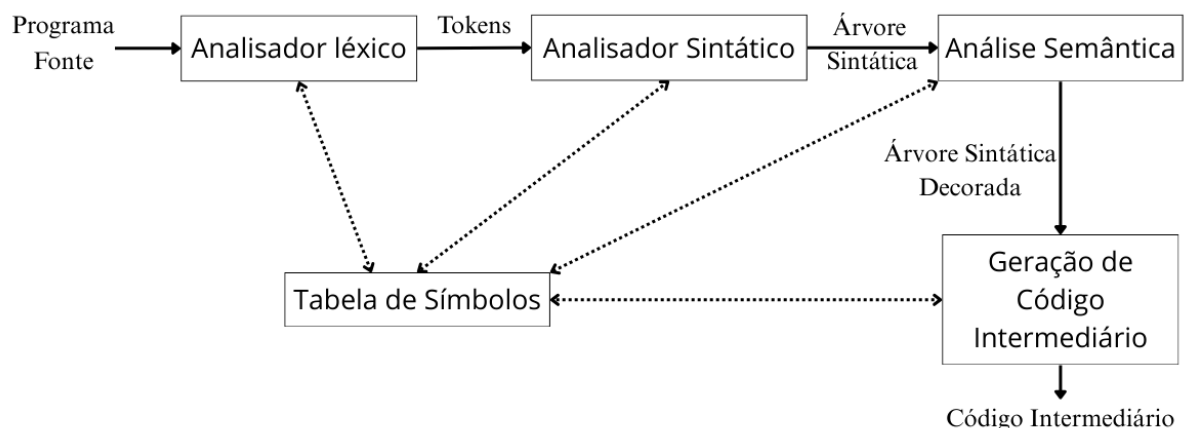 Programa
Fonte
Analisador léxico
Tokens
Analisador Sintático
Árvore
Sintática
Análise Semântica
Árvore Sintática
Decorada
Tabela de Símbolos
Geração de
Código
Intermediário
Código Intermediário